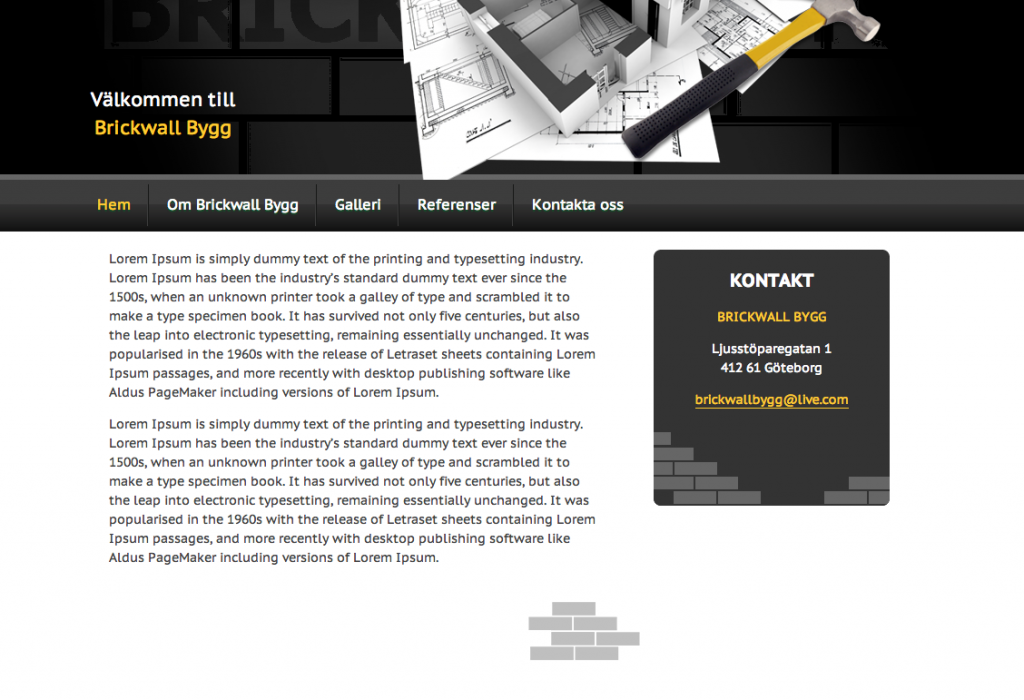 BRICK
Välkommen till
Brickwall Bygg
Hem
Om Brickwall Bygg
Galleri
Referenser
Kontakta oss
Lorem Ipsum is simply dummy text of the printing and typesetting industry.
Lorem Ipsum has been the industry's standard dummy text ever since the
1500s, when an unknown printer took a galley of type and scrambled it to
make a type specimen book. It has survived not only five centuries, but also
the leap into electronic typesetting, remaining essentially unchanged. It was
popularised in the 1960s with the release of Letraset sheets containing Lorem
Ipsum passages, and more recently with desktop publishing software like
Aldus PageMaker including versions of Lorem Ipsum.
Lorem Ipsum is simply dummy text of the printing and typesetting industry.
Lorem Ipsum has been the industry's standard dummy text ever since the
1500s, when an unknown printer took a galley of type and scrambled it to
make a type specimen book. It has survived not only five centuries, but also
the leap into electronic typesetting, remaining essentially unchanged. It was
popularised in the 1960s with the release of Letraset sheets containing Lorem
Ipsum passages, and more recently with desktop publishing software like
Aldus PageMaker including versions of Lorem Ipsum.
KONTAKT
BRICKWALL BYGG
Ljusstöparegatan 1
412 61 Göteborg
brickwallbygg@live.com